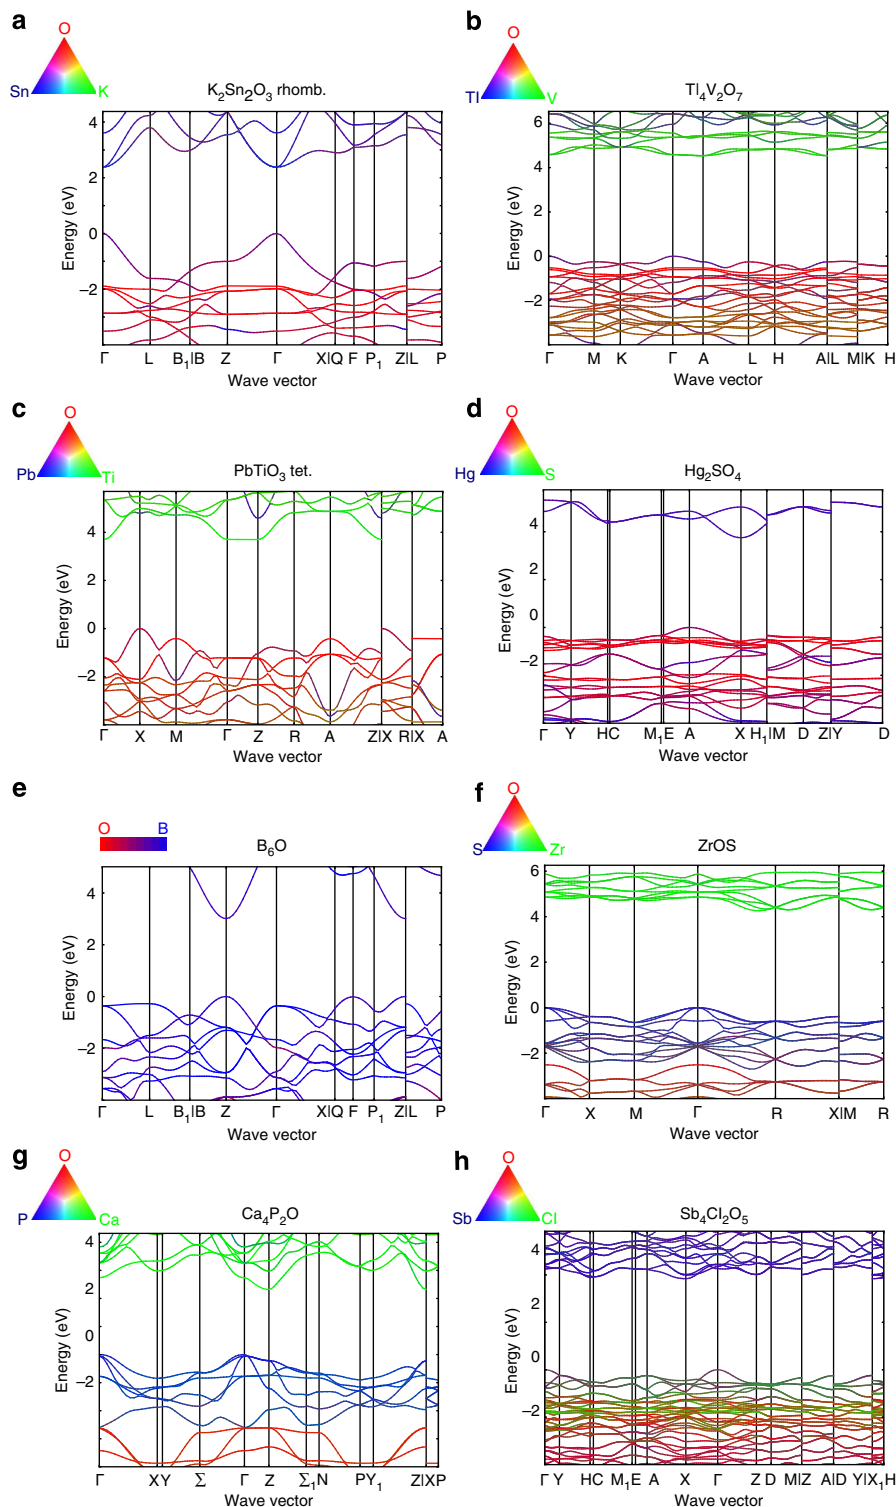 a
O
Sn K
K2Sn2O3 rhomb.
Energy (eV)
4
2
0
−2
Γ L B1|B Z Γ X|Q F P1 Z|L P
Wave vector
b
O
Tl V
Tl4V2O7
Energy (eV)
6
4
2
0
−2
Γ M K Γ A L H A|L M|K H
Wave vector
c
O
Pb Ti
PbTiO3 tet.
Energy (eV)
4
2
0
−2
Γ X M Γ Z R A Z|X R|X A
Wave vector
d
O
Hg S
Hg2SO4
Energy (eV)
4
2
0
−2
Γ Y HC M1E A X H1|M D Z|Y D
Wave vector
e
O B
B6O
Energy (eV)
4
2
0
−2
Γ L B1|B Z Γ X|Q F P1 Z|L P
Wave vector
f
O
S Zr
ZrOS
Energy (eV)
6
4
2
0
−2
Γ X M Γ R X|M R
Wave vector
g
O
P Ca
Ca4P2O
Energy (eV)
4
2
0
−2
Γ XY Σ Γ Z Σ1N PY1 Z|XP
Wave vector
h
O
Sb Cl
Sb4Cl2O5
Energy (eV)
4
2
0
−2
Γ Y HC M1E A X Γ Z D M|Z A|D Y|X1H
Wave vector